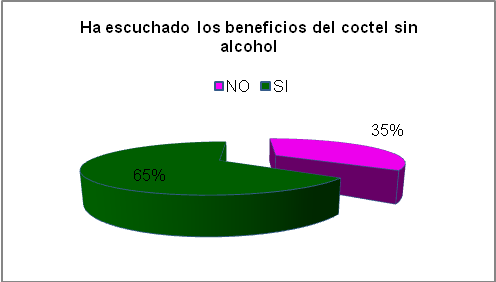 Ha escuchado los beneficios del coctel sin
alcohol
NO SI
35%
65%